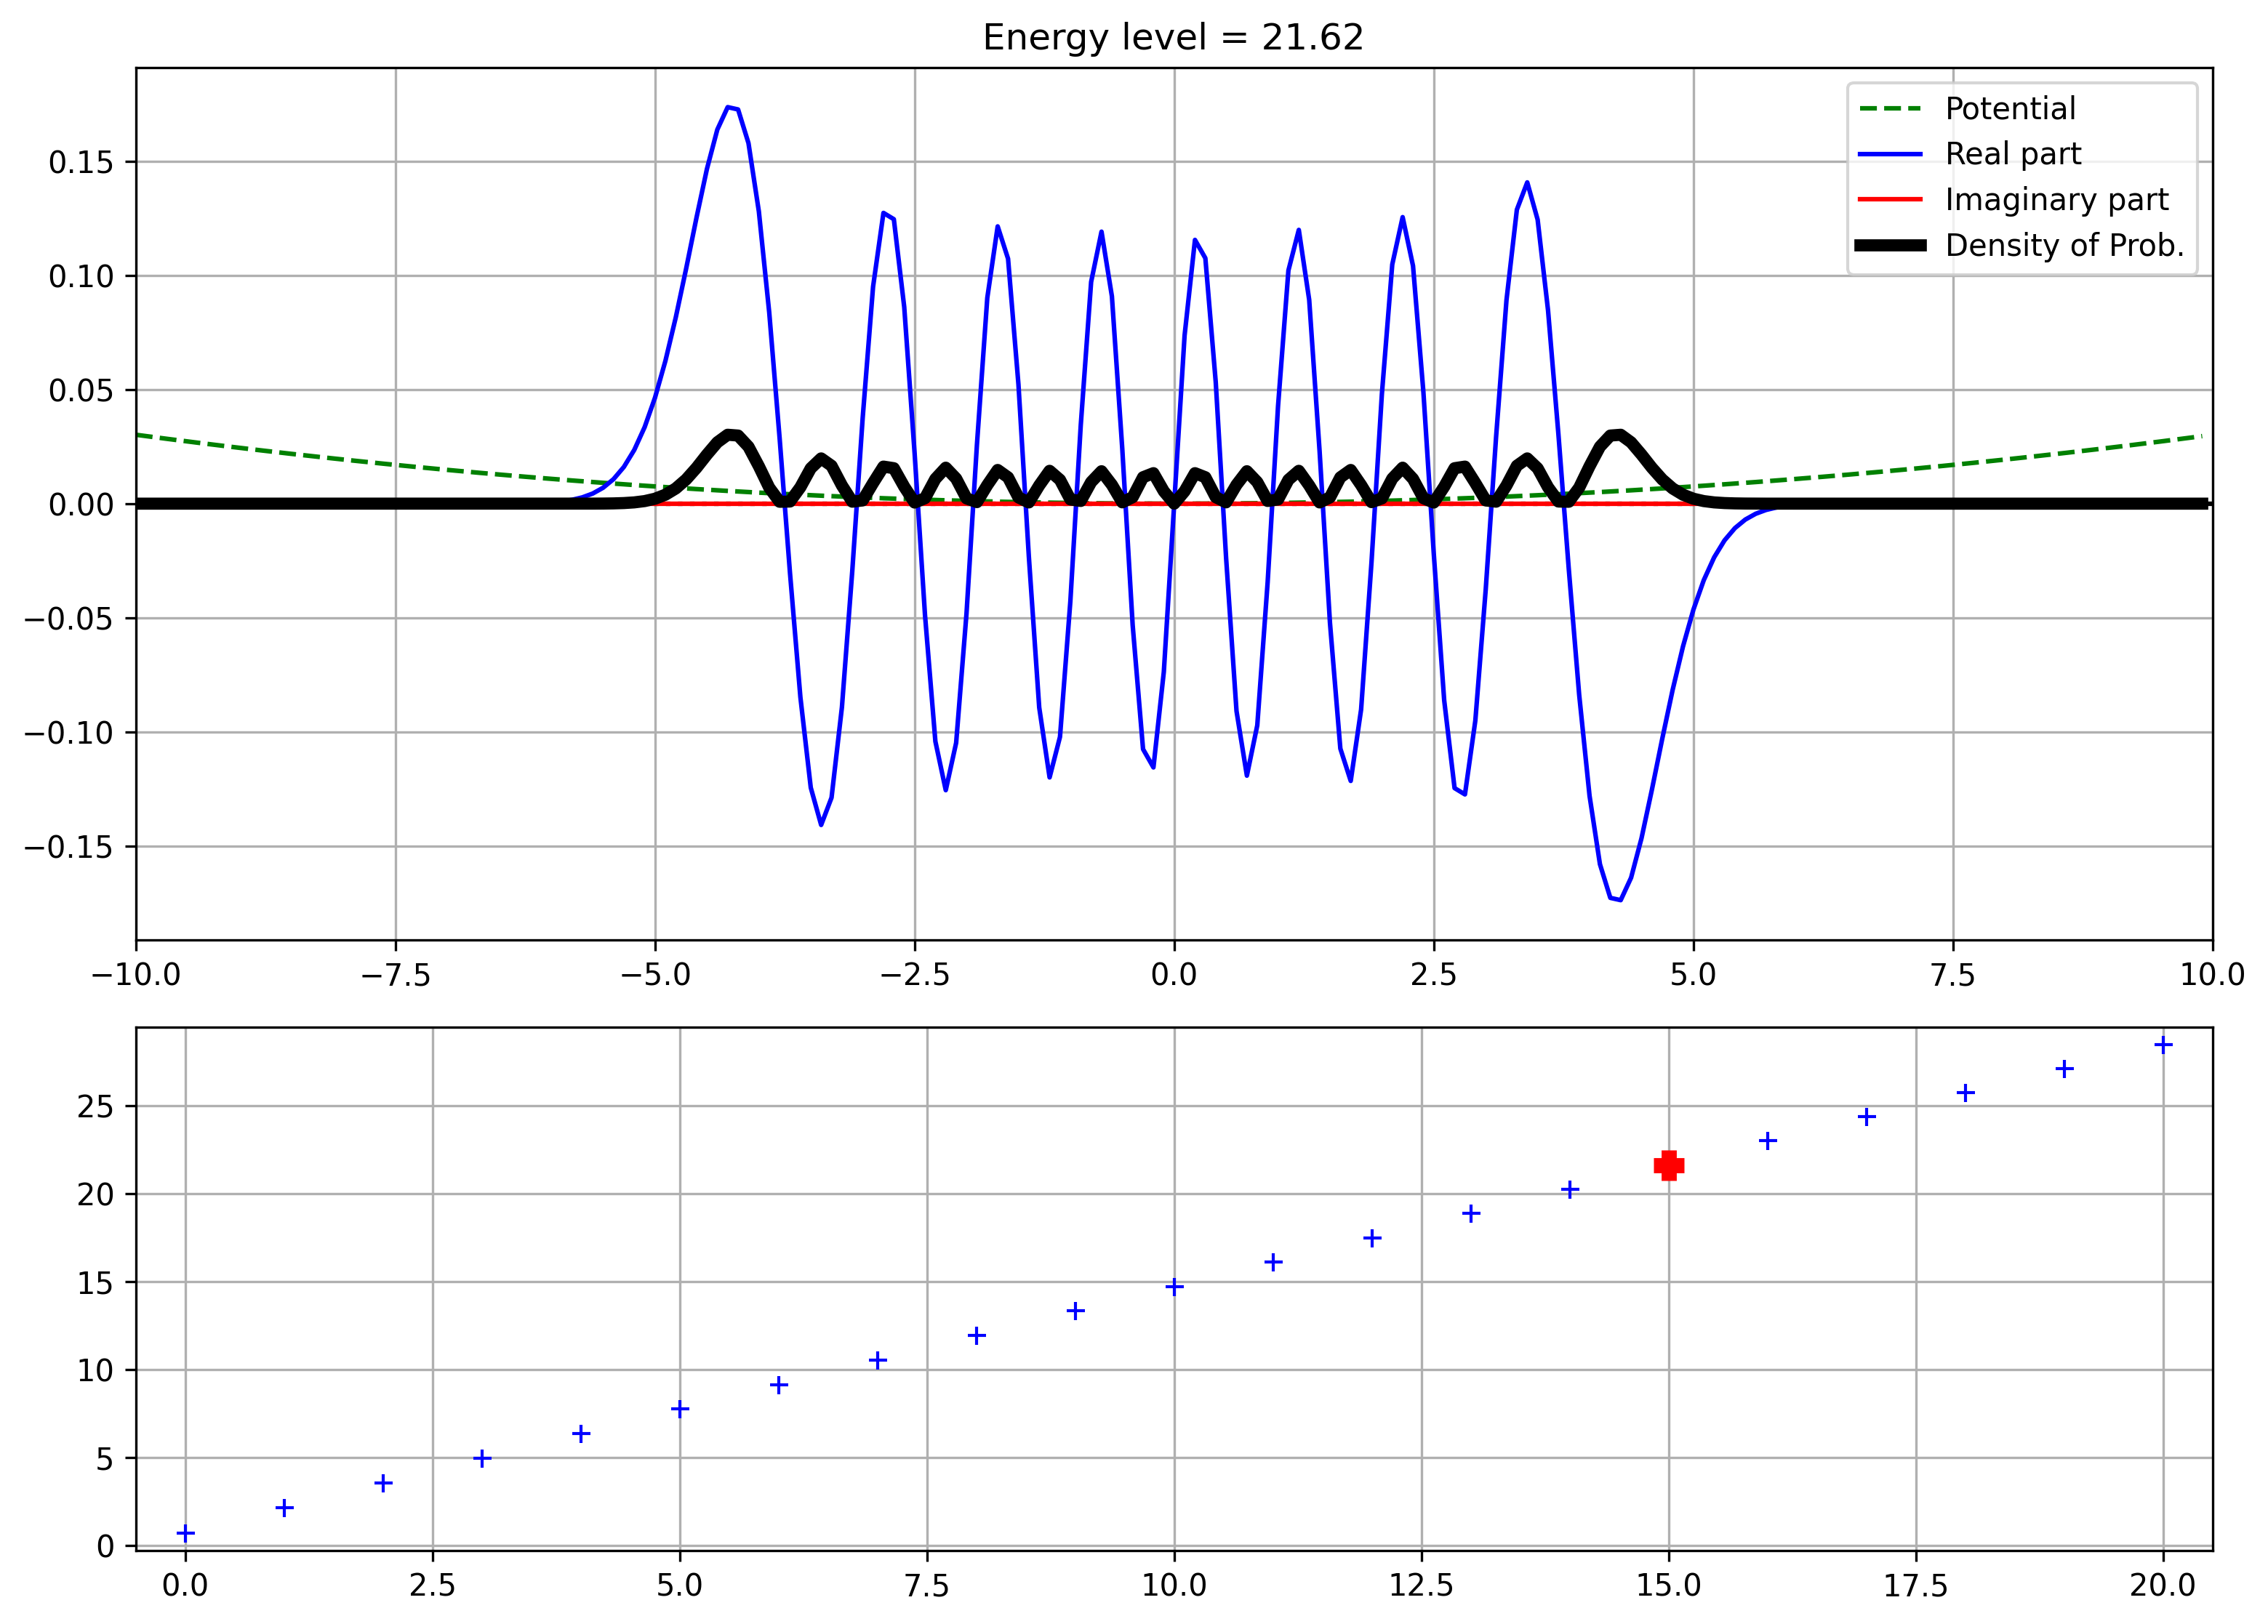 Energy level = 21.62
Potential
Real part
Imaginary part
Density of Prob.
0.15
0.10
0.05
0.00
−0.05
−0.10
−0.15
−10.0 −7.5 −5.0 −2.5 0.0 2.5 5.0 7.5 10.0
25
20
15
10
5
0
0.0 2.5 5.0 7.5 10.0 12.5 15.0 17.5 20.0